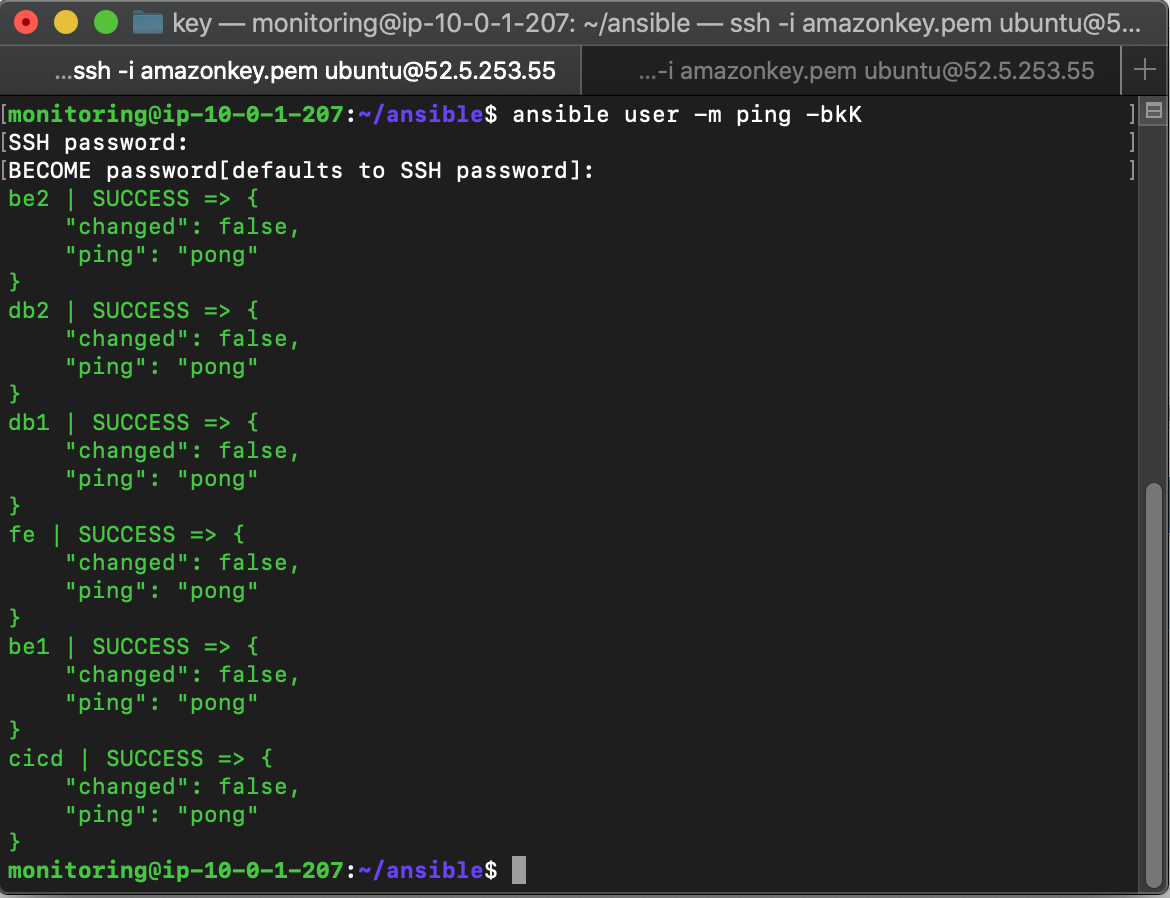 key — monitoring@ip-10-0-1-207: ~/ansible — ssh -i amazonkey.pem ubuntu@5...
...ssh -i amazonkey.pem ubuntu@52.5.253.55
...-i amazonkey.pem ubuntu@52.5.253.55
+
[monitoring@ip-10-0-1-207:~/ansible$ ansible user -m ping -bkK ]
[SSH password: ]
[BECOME password[defaults to SSH password]: ]
be2 | SUCCESS => {
    "changed": false,
    "ping": "pong"
}
db2 | SUCCESS => {
    "changed": false,
    "ping": "pong"
}
db1 | SUCCESS => {
    "changed": false,
    "ping": "pong"
}
fe | SUCCESS => {
    "changed": false,
    "ping": "pong"
}
be1 | SUCCESS => {
    "changed": false,
    "ping": "pong"
}
cicd | SUCCESS => {
    "changed": false,
    "ping": "pong"
}
monitoring@ip-10-0-1-207:~/ansible$